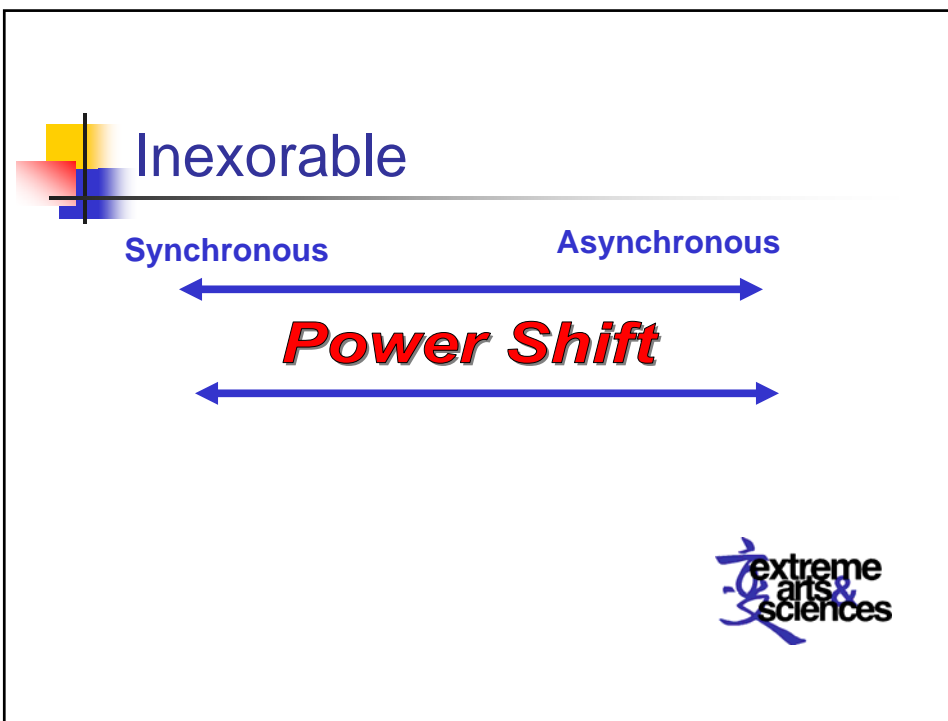 Inexorable
Synchronous Asynchronous
Power Shift
extreme
arts&
sciences